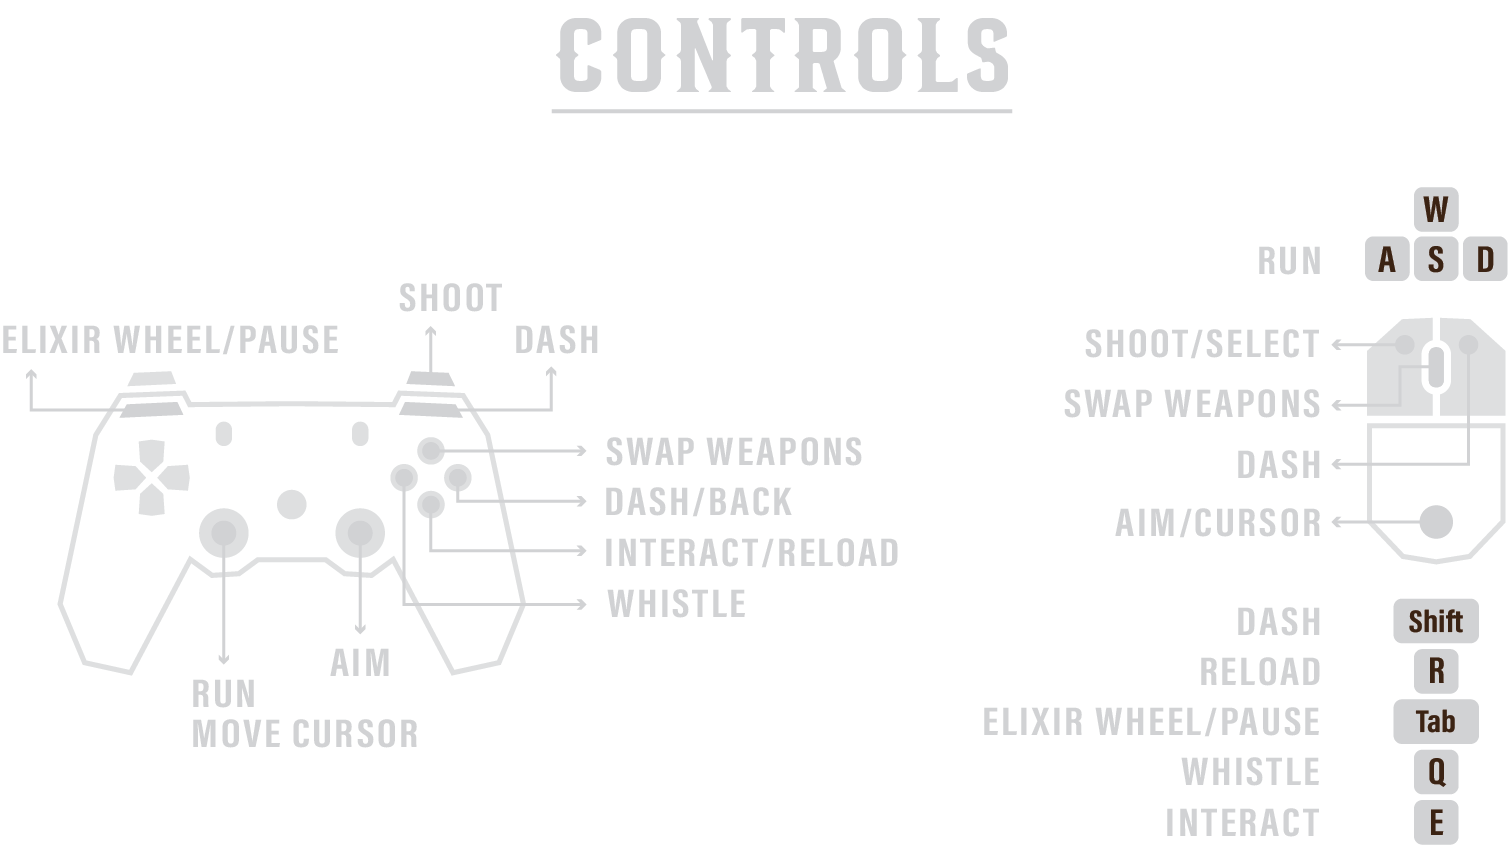 CONTROLS
SHOOT
ELIXIR WHEEL/PAUSE
DASH
SWAP WEAPONS
DASH/BACK
INTERACT/RELOAD
WHISTLE
AIM
RUN
MOVE CURSOR
W
RUN A S D
SHOOT/SELECT
SWAP WEAPONS
DASH
AIM/CURSOR
DASH Shift
RELOAD R
ELIXIR WHEEL/PAUSE Tab
WHISTLE Q
INTERACT E